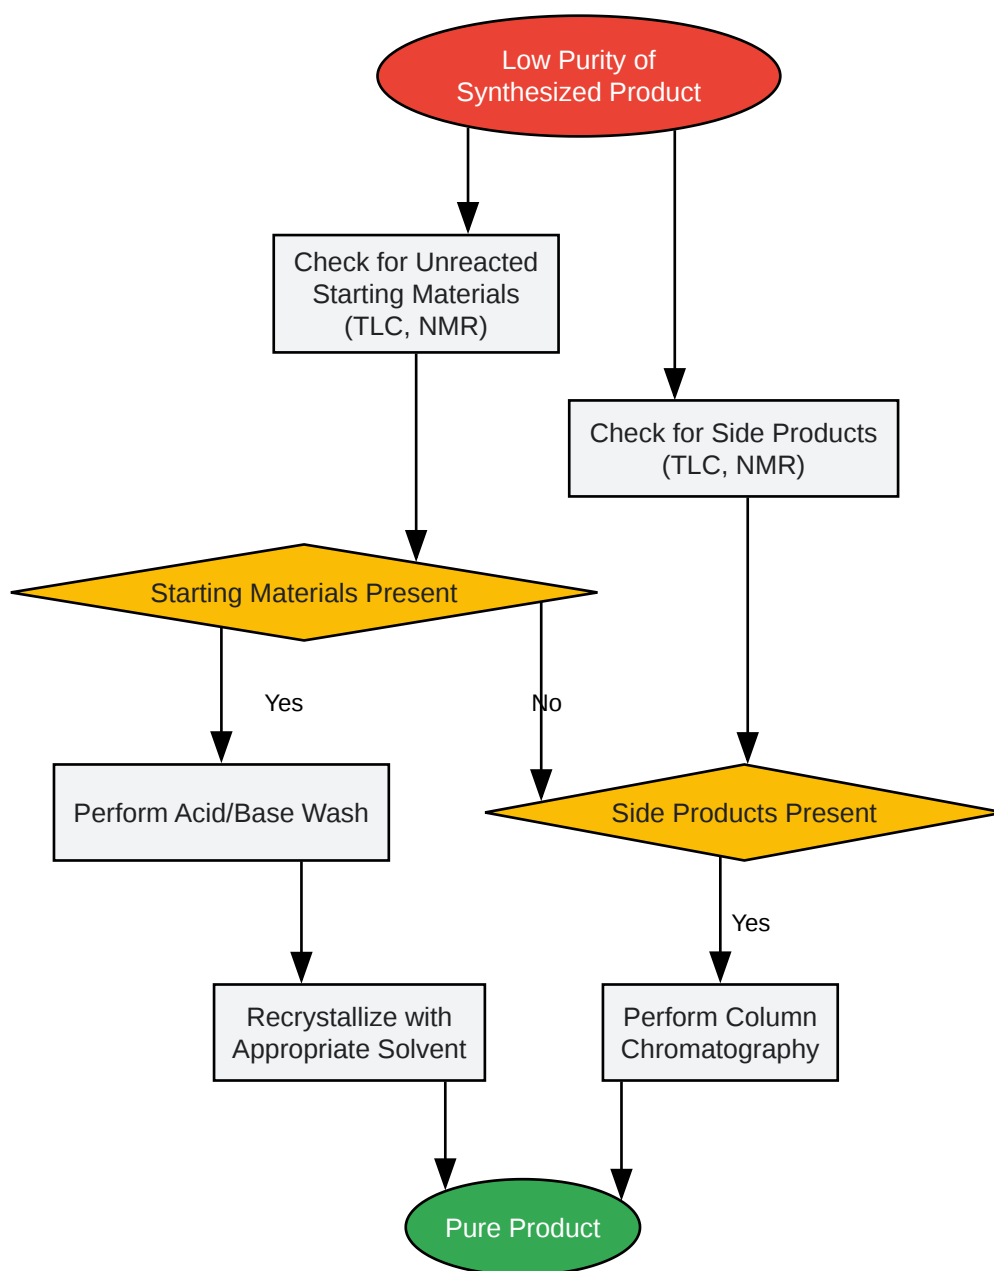 Low Purity of
Synthesized Product
Check for Unreacted
Starting Materials
(TLC, NMR)
Check for Side Products
(TLC, NMR)
Starting Materials Present
Yes
No
Perform Acid/Base Wash
Side Products Present
Yes
Recrystallize with
Appropriate Solvent
Perform Column
Chromatography
Pure Product